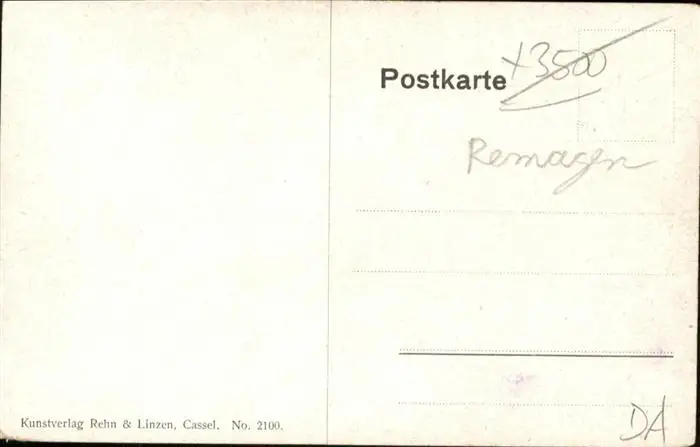 Postkarte
3500
Remagen
Kunstverlag Rehn & Linzen, Cassel. No. 2100.
DA